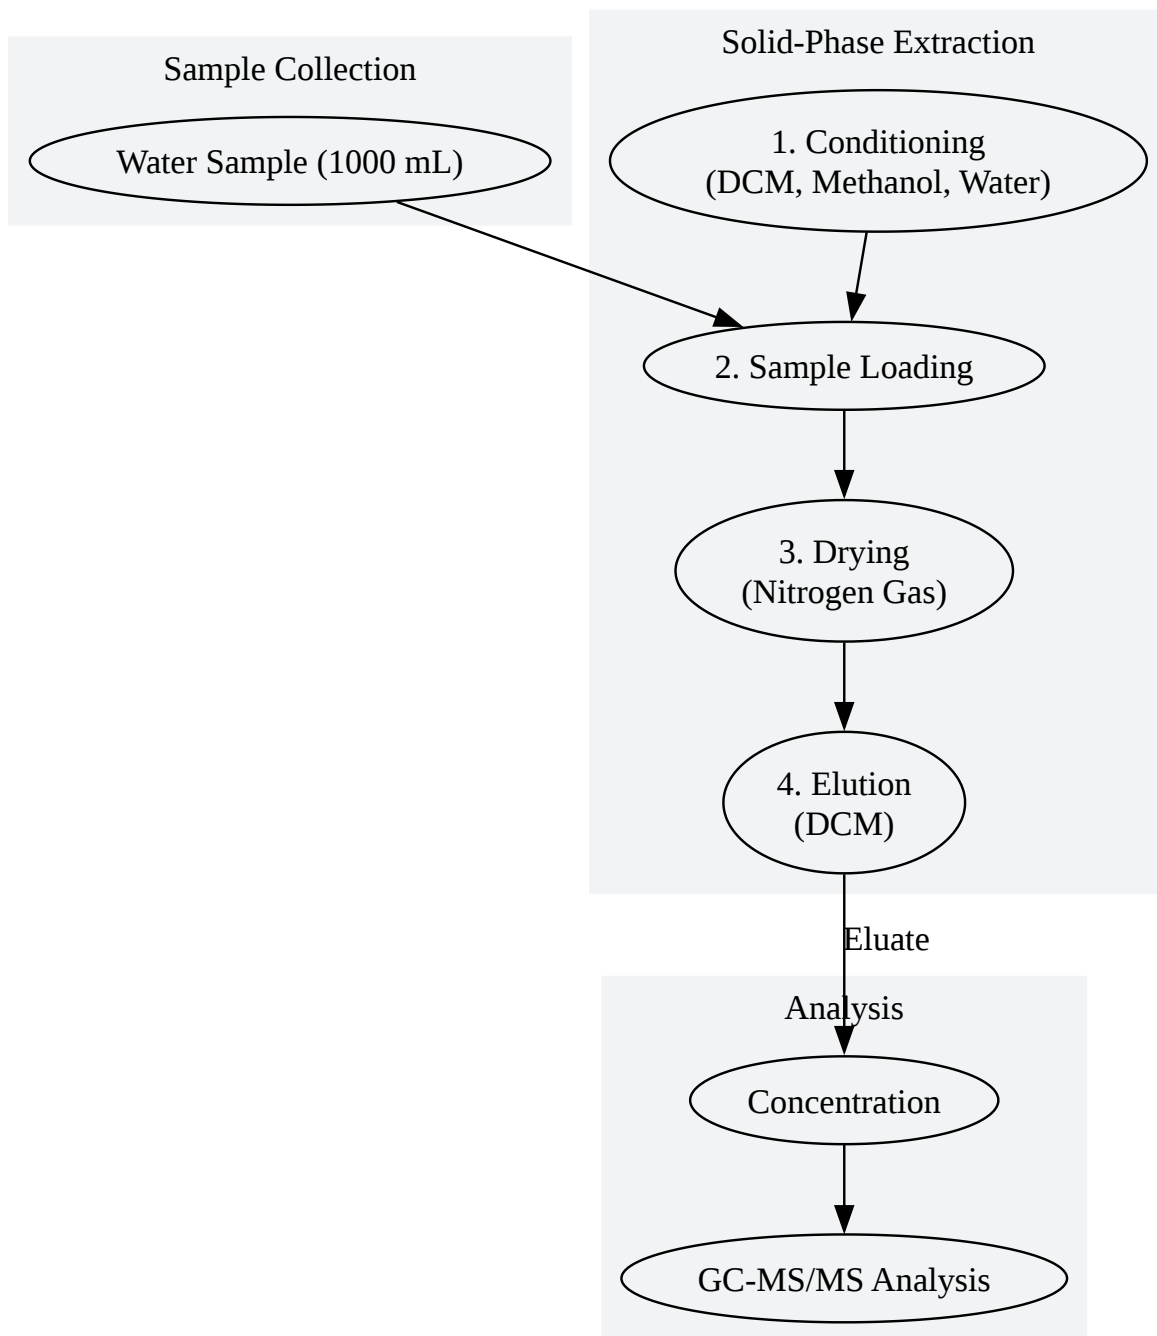 Sample Collection
Water Sample (1000 mL)
Solid-Phase Extraction
1. Conditioning
(DCM, Methanol, Water)
2. Sample Loading
3. Drying
(Nitrogen Gas)
4. Elution
(DCM)
Eluate
Analysis
Concentration
GC-MS/MS Analysis